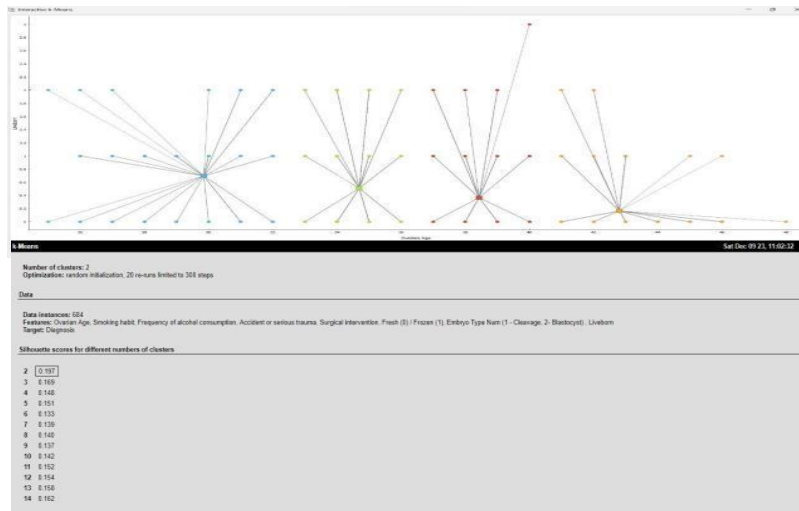 Interactive k-Means
Ovarian Age
k-Means
Sat Dec 09 23, 11:02:32
Number of clusters: 2
Optimization: random initialization, 20 re-runs limited to 300 steps
Data
Data instances: 684
Features: Ovarian Age, Smoking habit, Frequency of alcohol consumption, Accident or serious trauma, Surgical intervention, Fresh (0) / Frozen (1), Embryo Type Num (1 - Cleavage, 2- Blastocyst) , Liveborn
Target: Diagnosis
Silhouette scores for different numbers of clusters
2 0.197
3 0.169
4 0.148
5 0.151
6 0.133
7 0.139
8 0.140
9 0.137
10 0.142
11 0.152
12 0.154
13 0.158
14 0.162